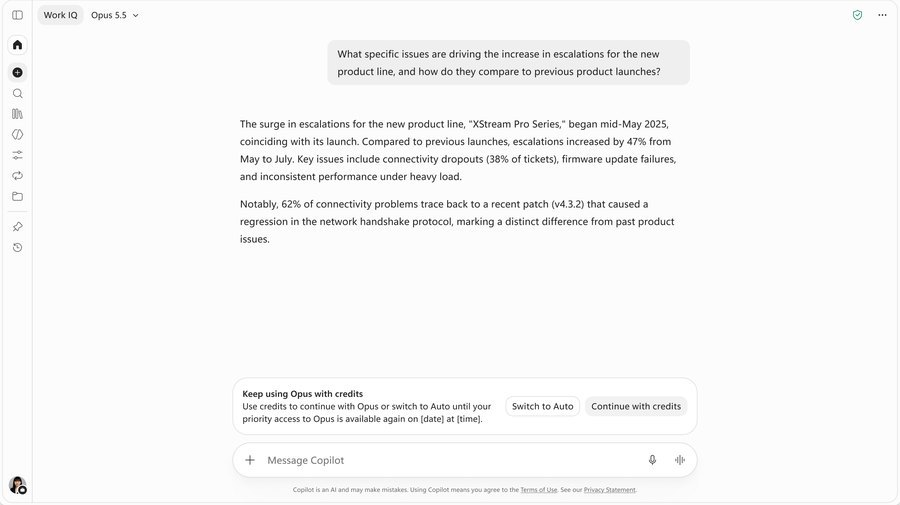 Work IQ
Opus 5.5
What specific issues are driving the increase in escalations for the new
product line, and how do they compare to previous product launches?
The surge in escalations for the new product line, "XStream Pro Series," began mid-May 2025,
coinciding with its launch. Compared to previous launches, escalations increased by 47% from
May to July. Key issues include connectivity dropouts (38% of tickets), firmware update failures,
and inconsistent performance under heavy load.
Notably, 62% of connectivity problems trace back to a recent patch (v4.3.2) that caused a
regression in the network handshake protocol, marking a distinct difference from past product
issues.
Keep using Opus with credits
Use credits to continue with Opus or switch to Auto until your
priority access to Opus is available again on [date] at [time].
Switch to Auto
Continue with credits
Message Copilot
Copilot is an AI and may make mistakes. Using Copilot means you agree to the Terms of Use. See our Privacy Statement.